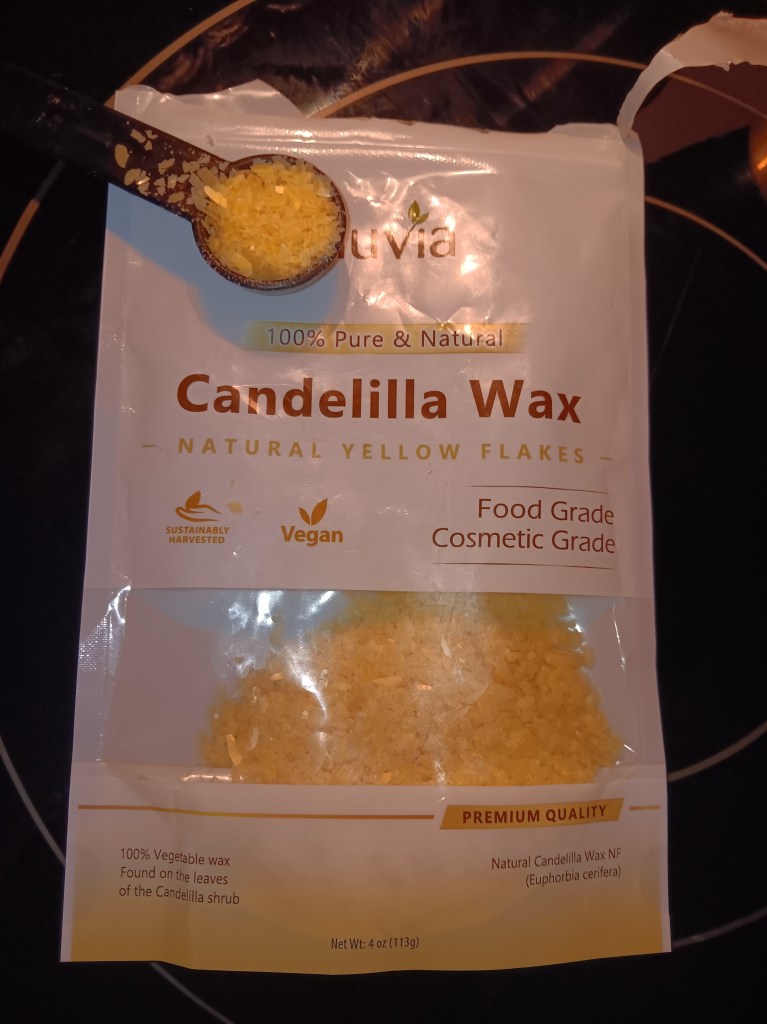 100% Pure & Natural
Candelilla Wax
NATURAL YELLOW FLAKES
SUSTAINABLY
HARVESTED
Vegan
Food Grade
Cosmetic Grade
PREMIUM QUALITY
100% Vegetable wax
Found on the leaves
of the Candelilla shrub
Natural Candelilla Wax NF
(Euphorbia cerifera)
Net Wt: 4 oz (113g)